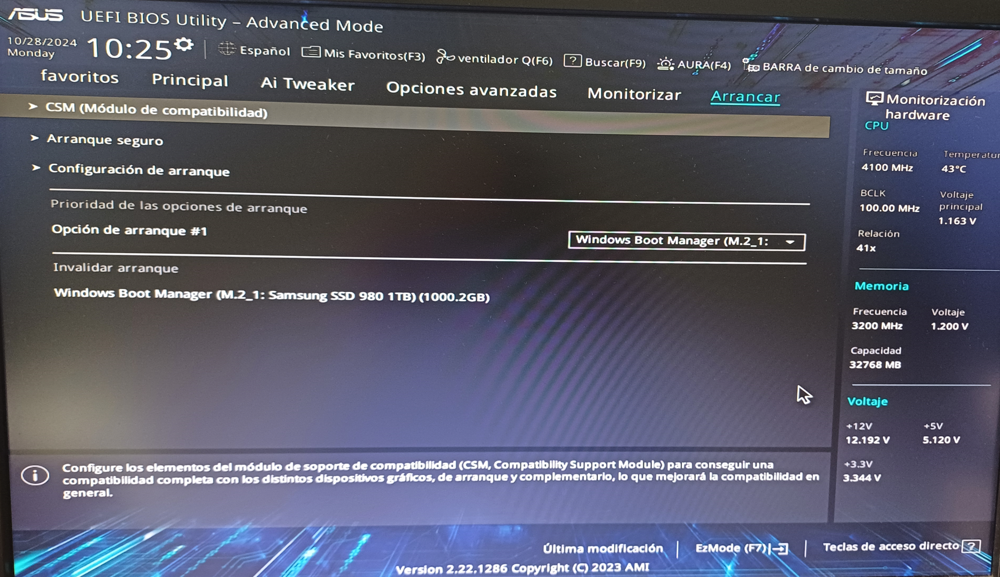 ASUS UEFI BIOS Utility – Advanced Mode
10/28/2024
Monday
10:25
Español
Mis Favoritos(F3)
ventilador Q(F6)
? Buscar(F9)
AURA(F4)
BARRA de cambio de tamaño
favoritos
Principal
Ai Tweaker
Opciones avanzadas
Monitorizar
Arrancar
CSM (Módulo de compatibilidad)
Arranque seguro
Configuración de arranque
Prioridad de las opciones de arranque
Opción de arranque #1
Windows Boot Manager (M.2_1:
Invalidar arranque
Windows Boot Manager (M.2_1: Samsung SSD 980 1TB) (1000.2GB)
i
Configure los elementos del módulo de soporte de compatibilidad (CSM, Compatibility Support Module) para conseguir una
compatibilidad completa con los distintos dispositivos gráficos, de arranque y complementario, lo que mejorará la compatibilidad en
general.
Monitorización
hardware
CPU
Frecuencia
Temperatur
4100 MHz
43°C
BCLK
Voltaje
principal
100.00 MHz
1.163 V
Relación
41x
Memoria
Frecuencia
Voltaje
3200 MHz
1.200 V
Capacidad
32768 MB
Voltaje
+12V
+5V
12.192 V
5.120 V
+3.3V
3.344 V
Última modificación
EzMode (F7)
Teclas de acceso directo ?
Version 2.22.1286 Copyright (C) 2023 AMI